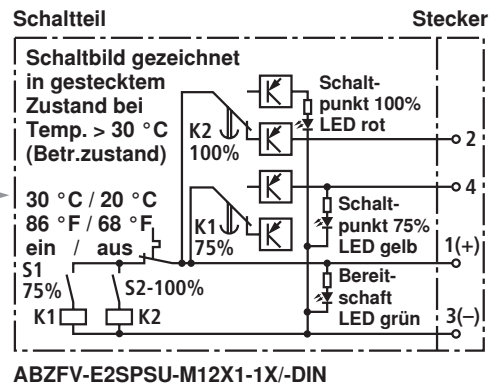 Schaltteil
Stecker
Schaltbild gezeichnet
in gestecktem
Zustand bei
Temp. > 30 °C
(Betr.zustand)
K2
100%
Schalt-
punkt 100%
LED rot
2
4
30 °C / 20 °C
86 °F / 68 °F
ein / aus
K1
75%
Schalt-
punkt 75%
LED gelb
1(+)
S1
75%
S2-100%
K1
K2
Bereit-
schaft
LED grün
3(–)
ABZFV-E2SPSU-M12X1-1X/-DIN